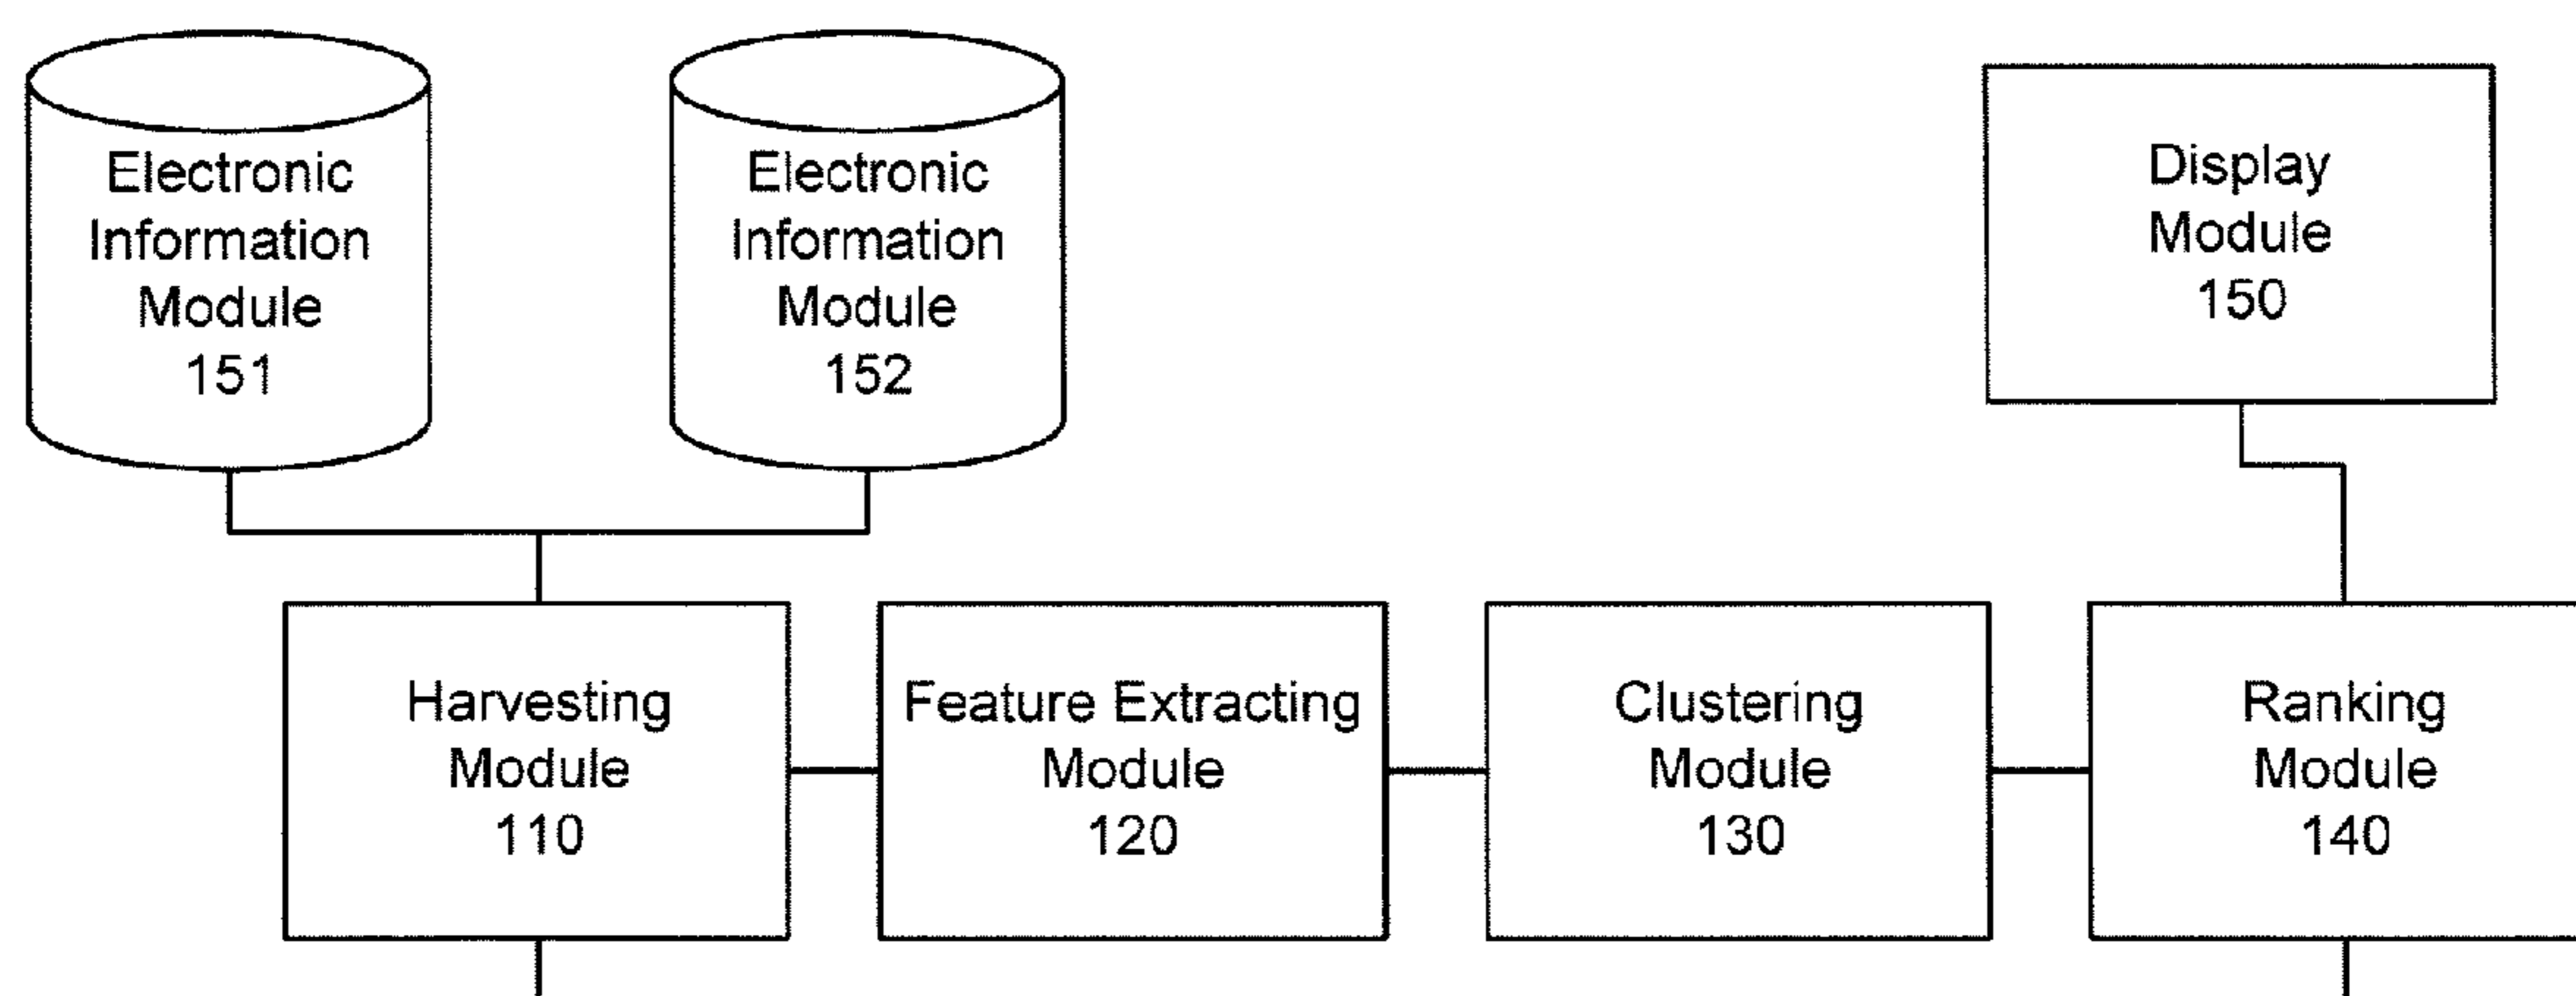 Electronic
Information
Module
151
Electronic
Information
Module
152
Display
Module
150
Harvesting
Module
110
Feature Extracting
Module
120
Clustering
Module
130
Ranking
Module
140